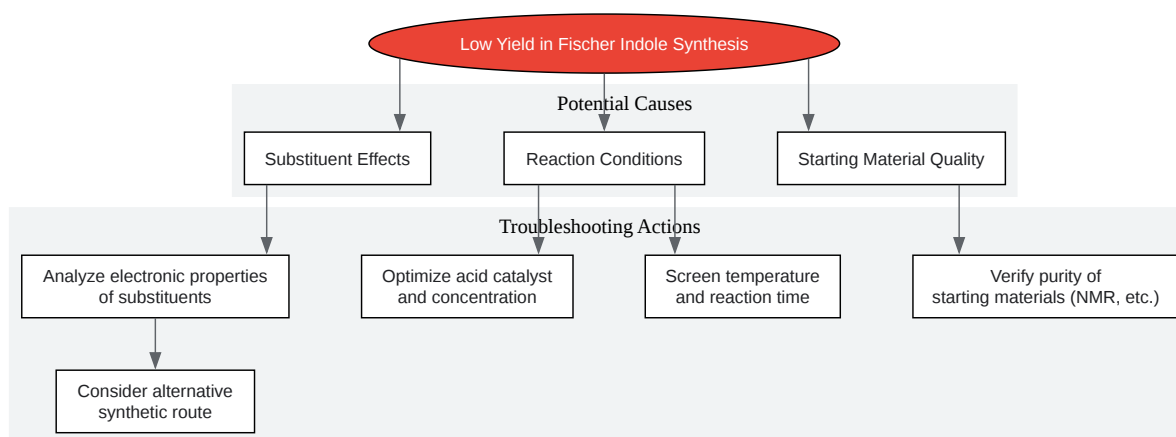 Low Yield in Fischer Indole Synthesis
Potential Causes
Substituent Effects
Reaction Conditions
Starting Material Quality
Troubleshooting Actions
Analyze electronic properties
of substituents
Optimize acid catalyst
and concentration
Screen temperature
and reaction time
Verify purity of
starting materials (NMR, etc.)
Consider alternative
synthetic route